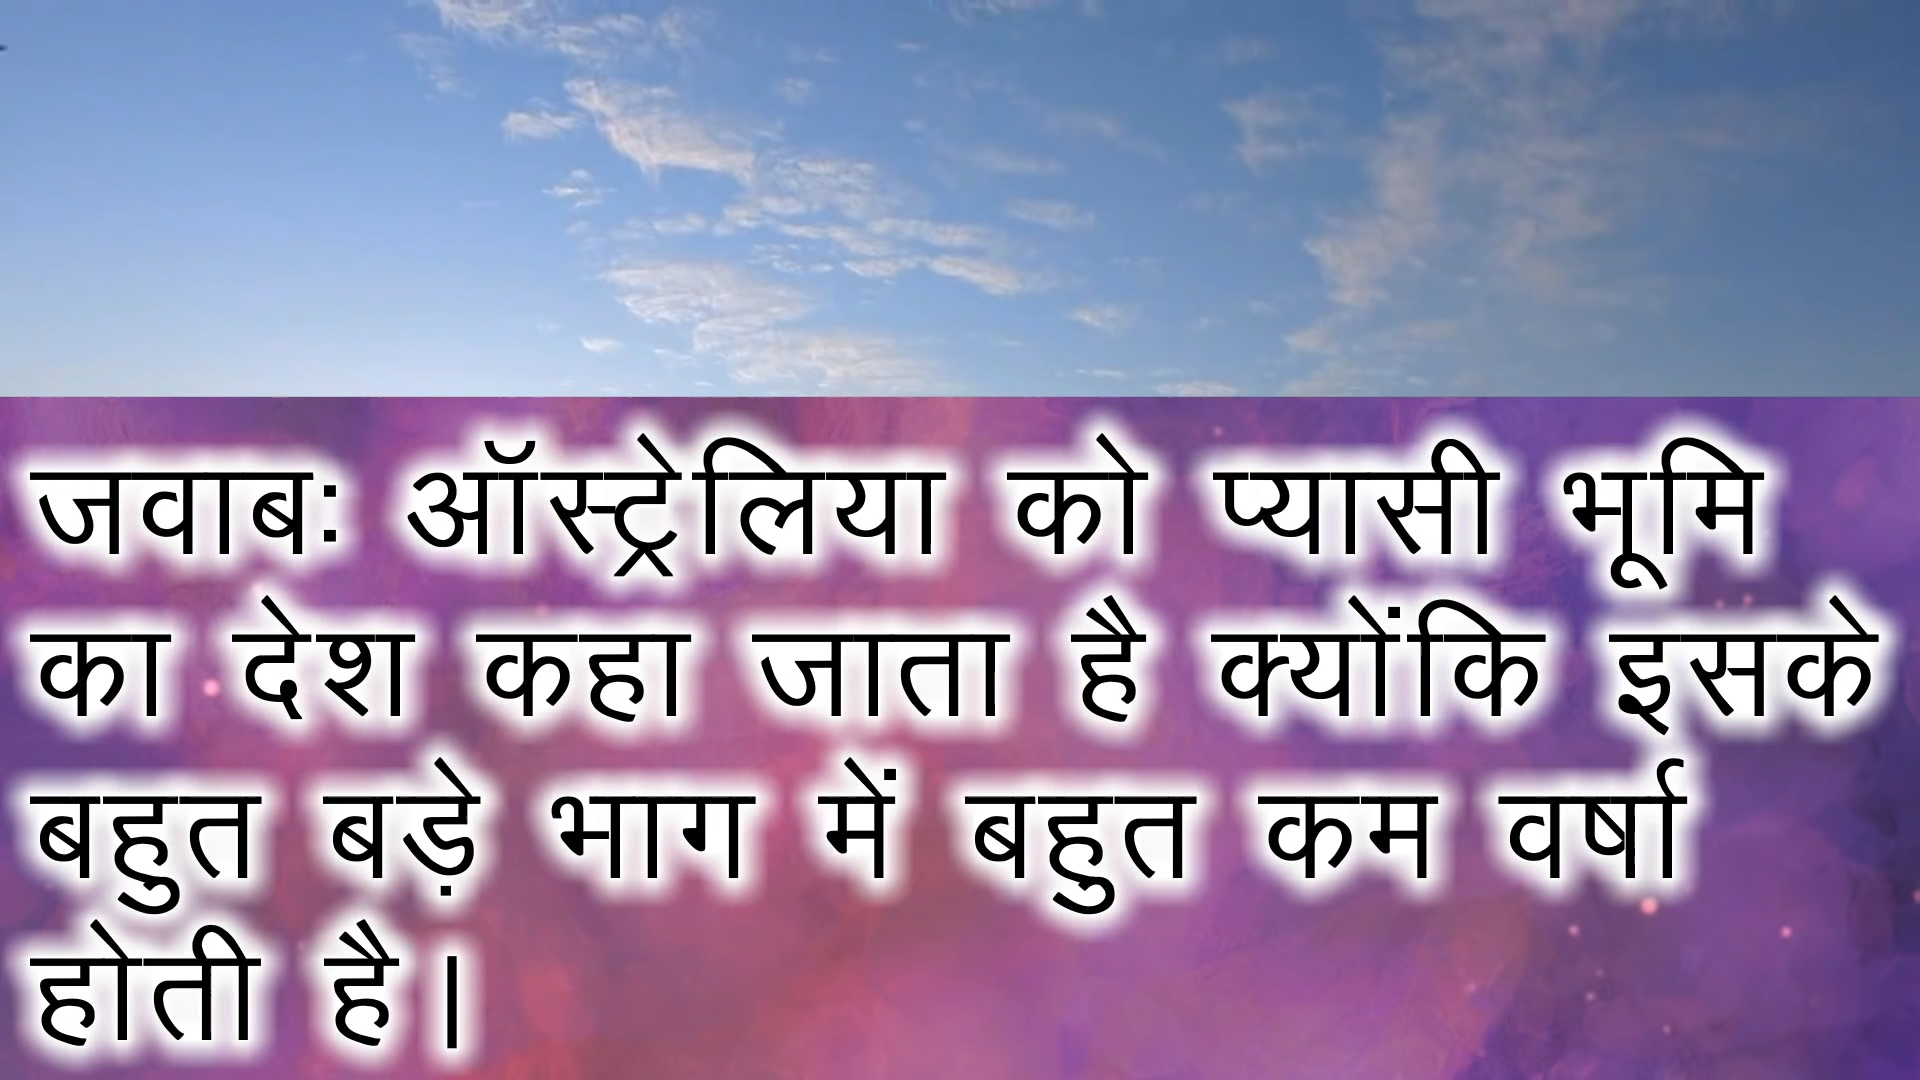 जवाब: ऑस्ट्रेलिया को प्यासी भूमि
का देश कहा जाता है क्योंकि इसके
बहुत बड़े भाग में बहुत कम वर्षा
होती है।